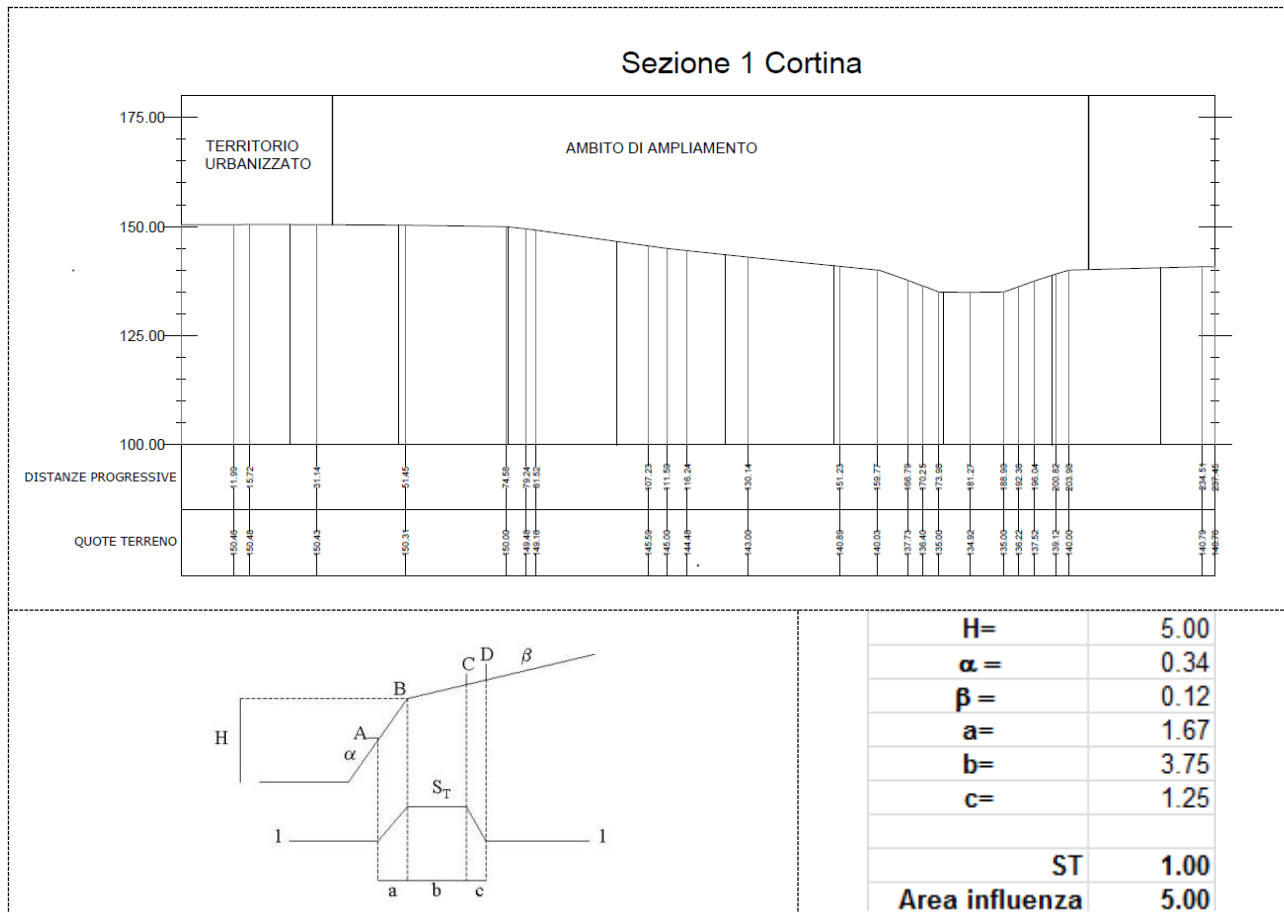 Sezione 1 Cortina
175.00
TERRITORIO
URBANIZZATO
AMBITO DI AMPLIAMENTO
150.00
125.00
100.00
DISTANZE PROGRESSIVE
11.99 15.72 31.14 51.45 74.58 79.24 81.52 107.23 111.59 116.24 130.14 151.23 159.77 166.79 170.25 173.98 181.27 188.93 192.36 196.04 200.82 203.93 234.51 237.45
QUOTE TERRENO
150.46 150.48 150.43 150.31 150.00 149.48 149.18 145.59 145.00 144.48 143.00 140.89 140.03 137.73 136.40 135.00 134.92 135.00 136.22 137.52 139.12 140.00 140.79
H
A
B
C
D
α
β
S_T
1
1
a
b
c
H= 5.00
α = 0.34
β = 0.12
a= 1.67
b= 3.75
c= 1.25
ST 1.00
Area influenza 5.00